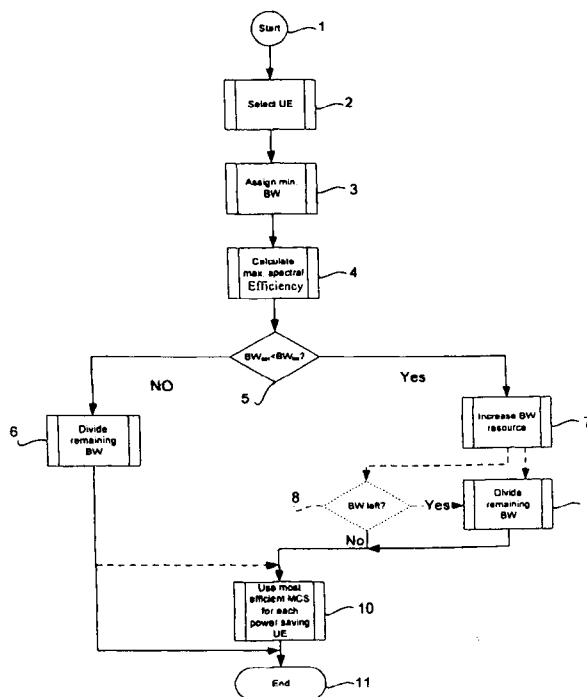 Start
1
Select UE
2
Assign min.
BW
3
Calculate
max. spectral
Efficiency
4
NO
Yes
5
6
Divide
remaining
BW
Increase BW
resource
7
8
BW left?
Yes
Divide
remaining
BW
No
Use most
efficient MCS
for each
power saving
UE
10
End
11